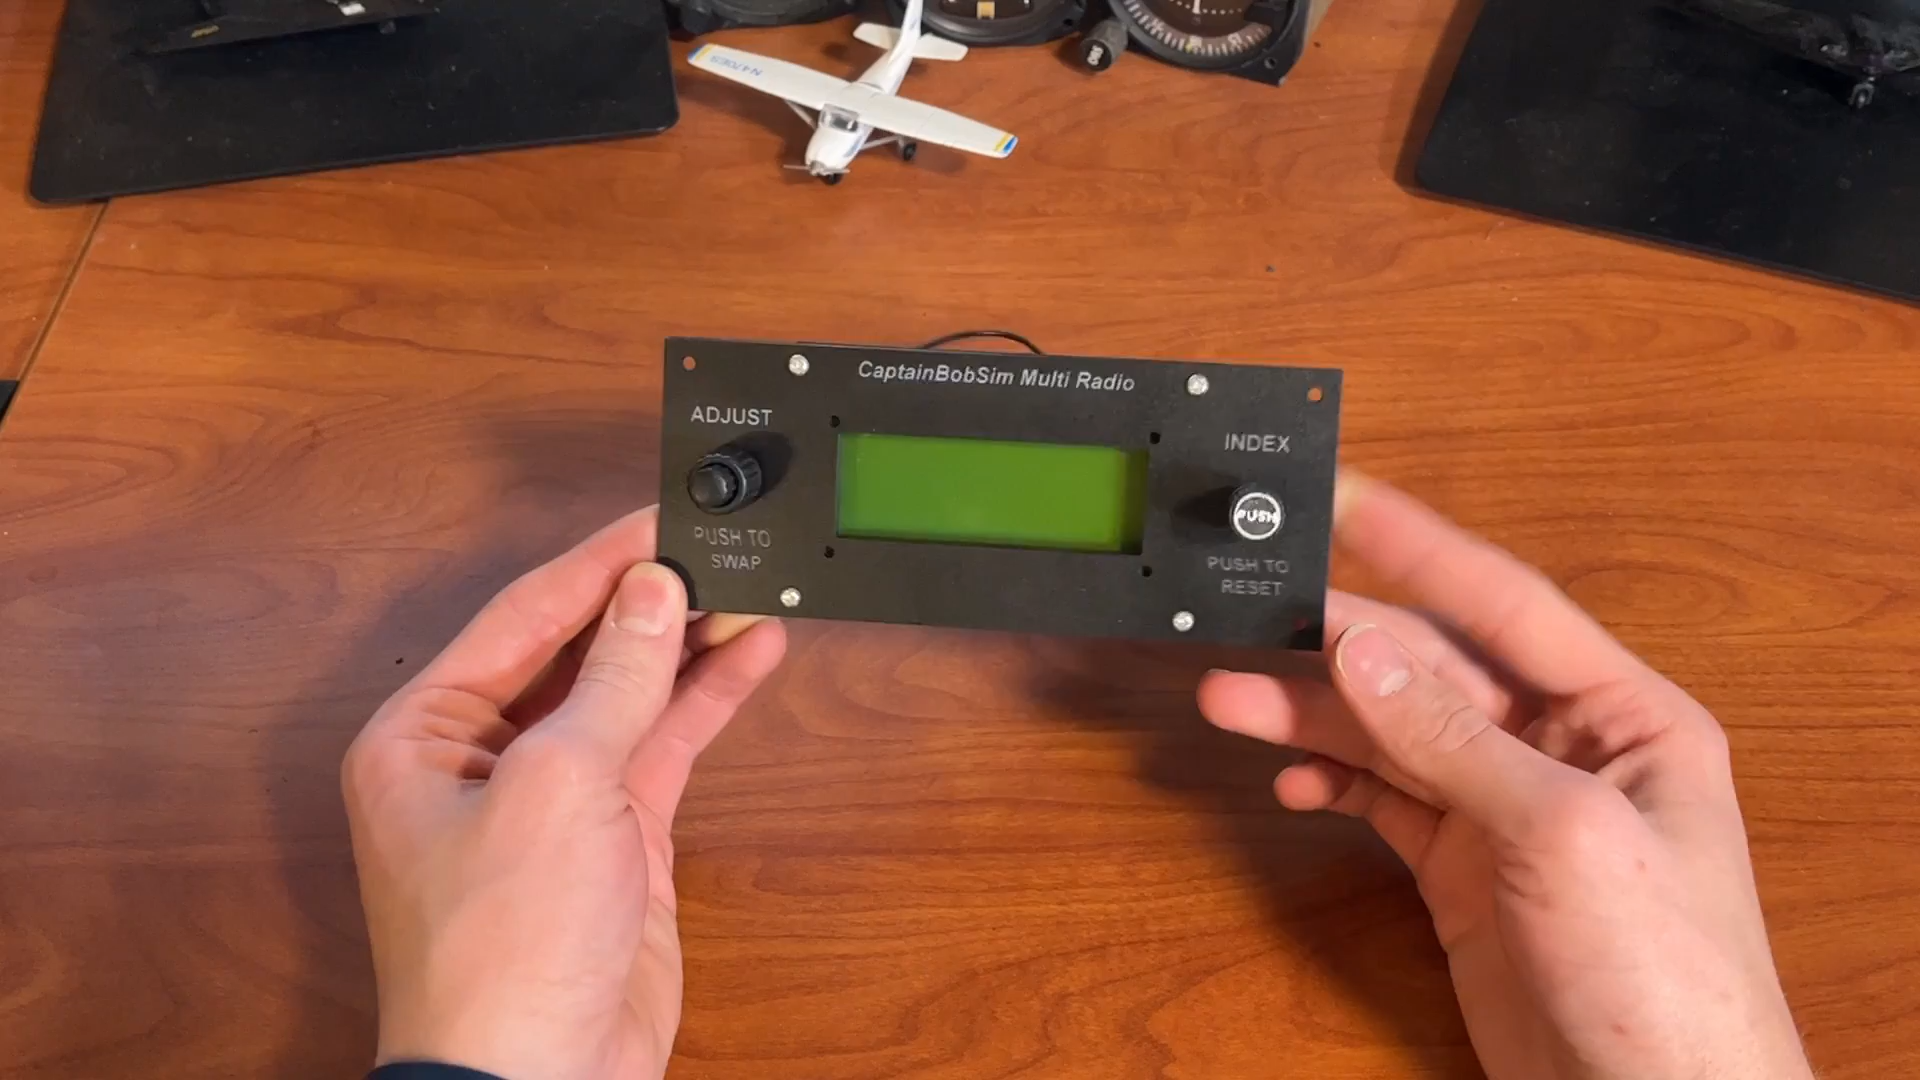 CaptainBobSim Multi Radio
ADJUST
PUSH TO
SWAP
INDEX
PUSH
PUSH TO
RESET